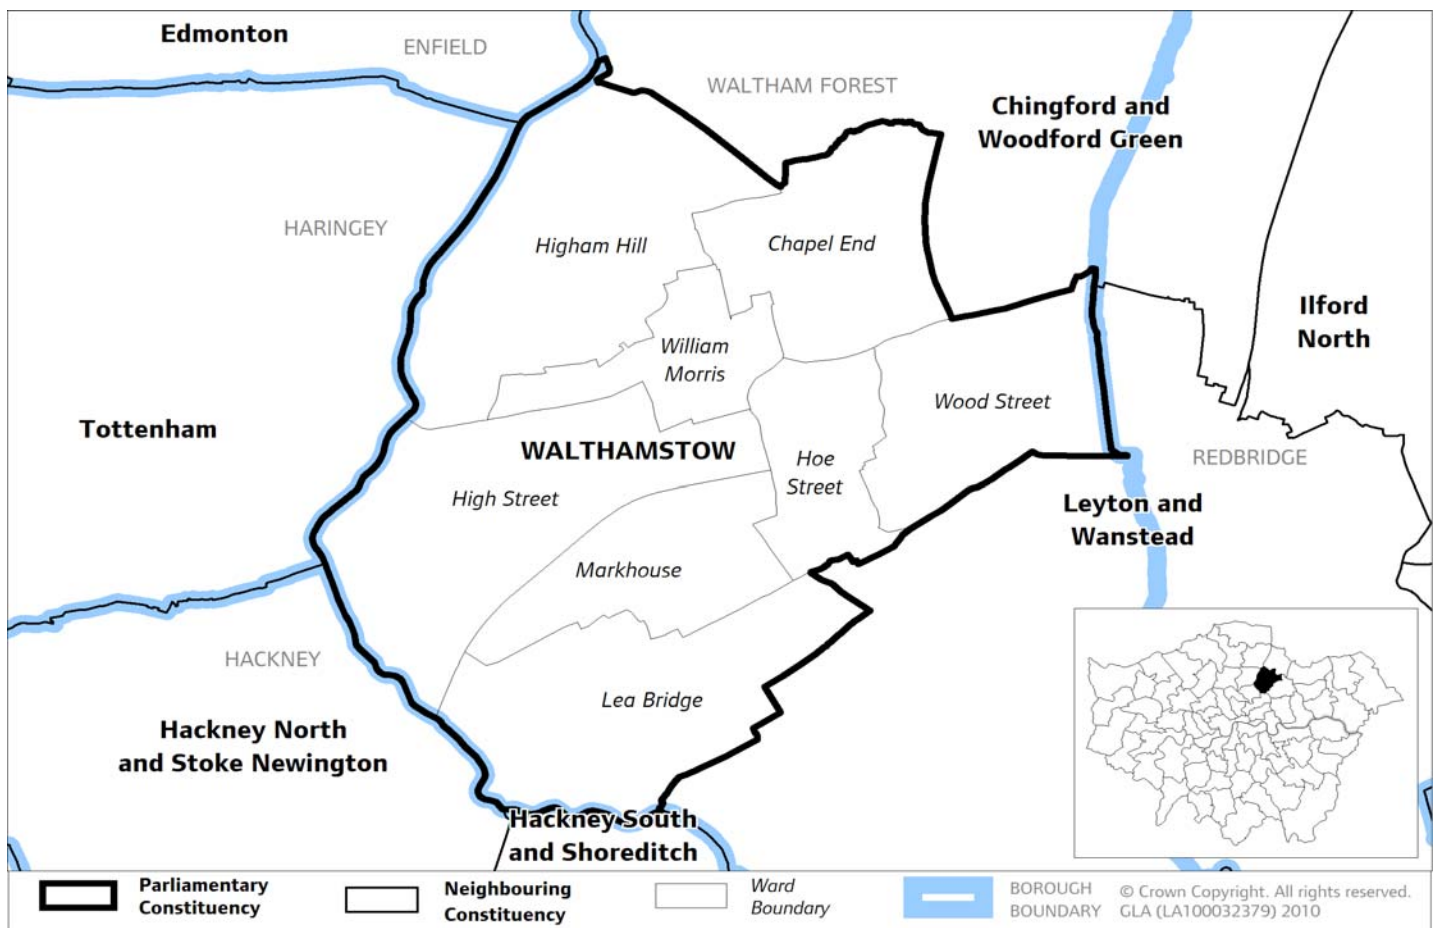 Edmonton
ENFIELD
WALTHAM FOREST
Chingford and
Woodford Green
HARINGEY
Higham Hill
Chapel End
Ilford
North
William
Morris
Wood Street
Tottenham
WALTHAMSTOW
Hoe
Street
REDBRIDGE
High Street
Leyton and
Wanstead
Markhouse
HACKNEY
Lea Bridge
Hackney North
and Stoke Newington
Hackney South
and Shoreditch
Parliamentary
Constituency
Neighbouring
Constituency
Ward
Boundary
BOROUGH
BOUNDARY
© Crown Copyright. All rights reserved.
GLA (LA100032379) 2010